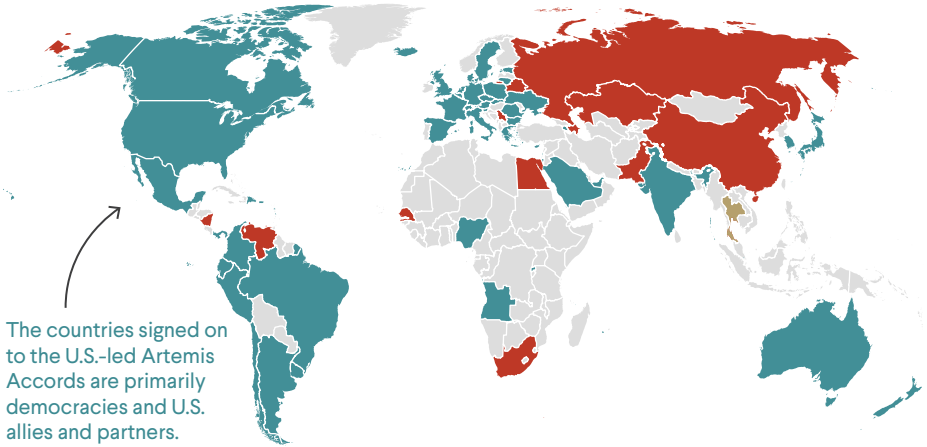 The countries signed on
to the U.S.-led Artemis
Accords are primarily
democracies and U.S.
allies and partners.